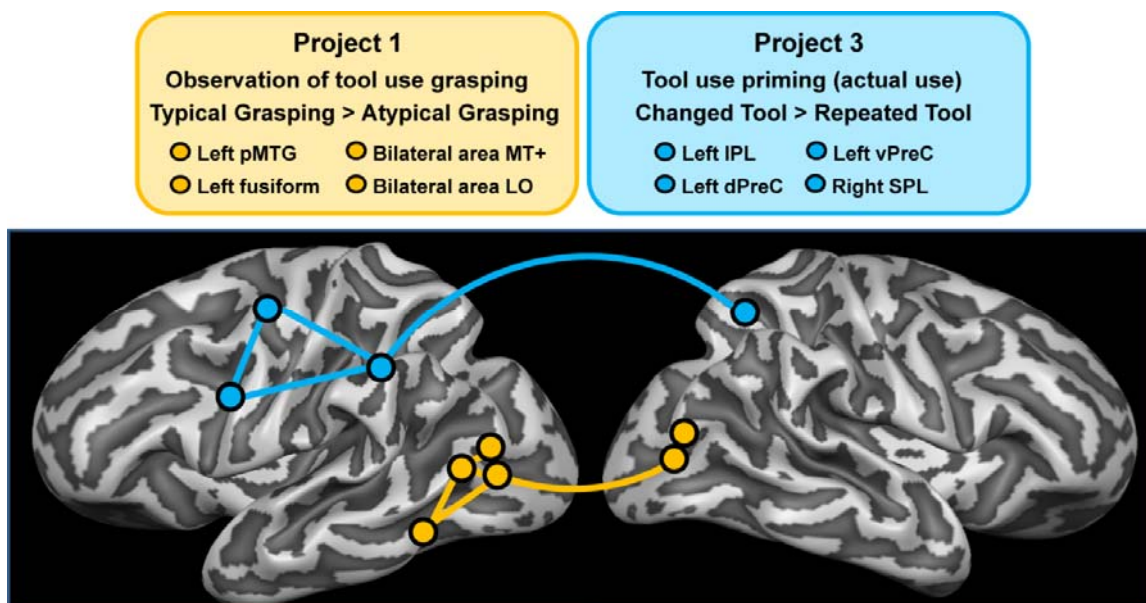 Project 1
Observation of tool use grasping
Typical Grasping > Atypical Grasping
Left pMTG Bilateral area MT+
Left fusiform Bilateral area LO
Project 3
Tool use priming (actual use)
Changed Tool > Repeated Tool
Left IPL Left vPreC
Left dPreC Right SPL